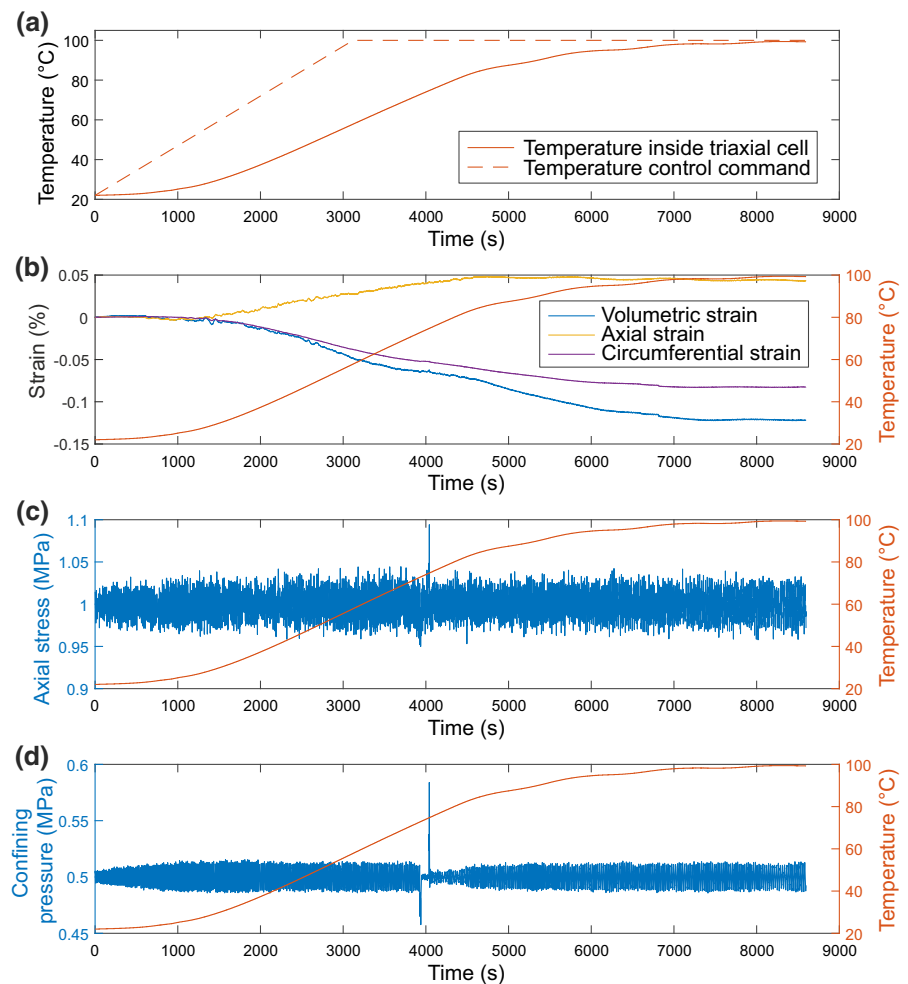 (a)
100
80
60
40
20
Temperature (°C)
Temperature inside triaxial cell
Temperature control command
0 1000 2000 3000 4000 5000 6000 7000 8000 9000
Time (s)
(b)
0.05
0
-0.05
-0.1
-0.15
Strain (%)
Volumetric strain
Axial strain
Circumferential strain
100
80
60
40
20
Temperature (°C)
0 1000 2000 3000 4000 5000 6000 7000 8000 9000
Time (s)
(c)
1.1
1.05
1
0.95
0.9
Axial stress (MPa)
100
80
60
40
20
Temperature (°C)
0 1000 2000 3000 4000 5000 6000 7000 8000 9000
Time (s)
(d)
0.6
0.55
0.5
0.45
Confining
pressure (MPa)
100
80
60
40
20
Temperature (°C)
0 1000 2000 3000 4000 5000 6000 7000 8000 9000
Time (s)